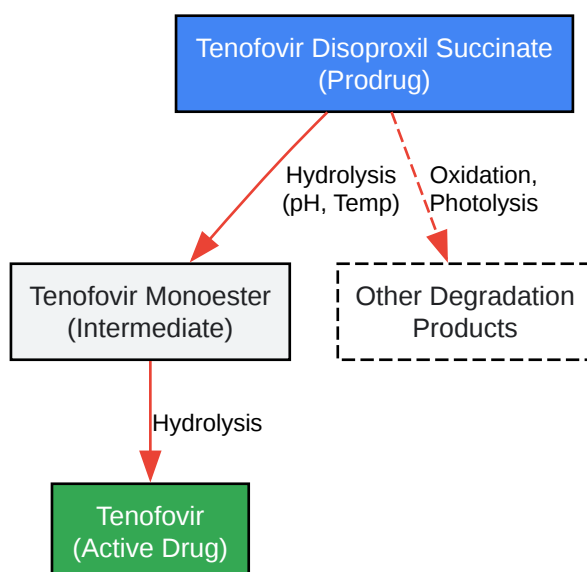 Tenofovir Disoproxil Succinate
(Prodrug)
Hydrolysis
(pH, Temp)
Oxidation,
Photolysis
Tenofovir Monoester
(Intermediate)
Other Degradation
Products
Hydrolysis
Tenofovir
(Active Drug)